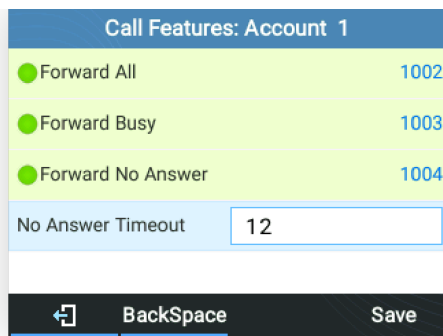 Call Features: Account 1
Forward All 1002
Forward Busy 1003
Forward No Answer 1004
No Answer Timeout 12
BackSpace Save